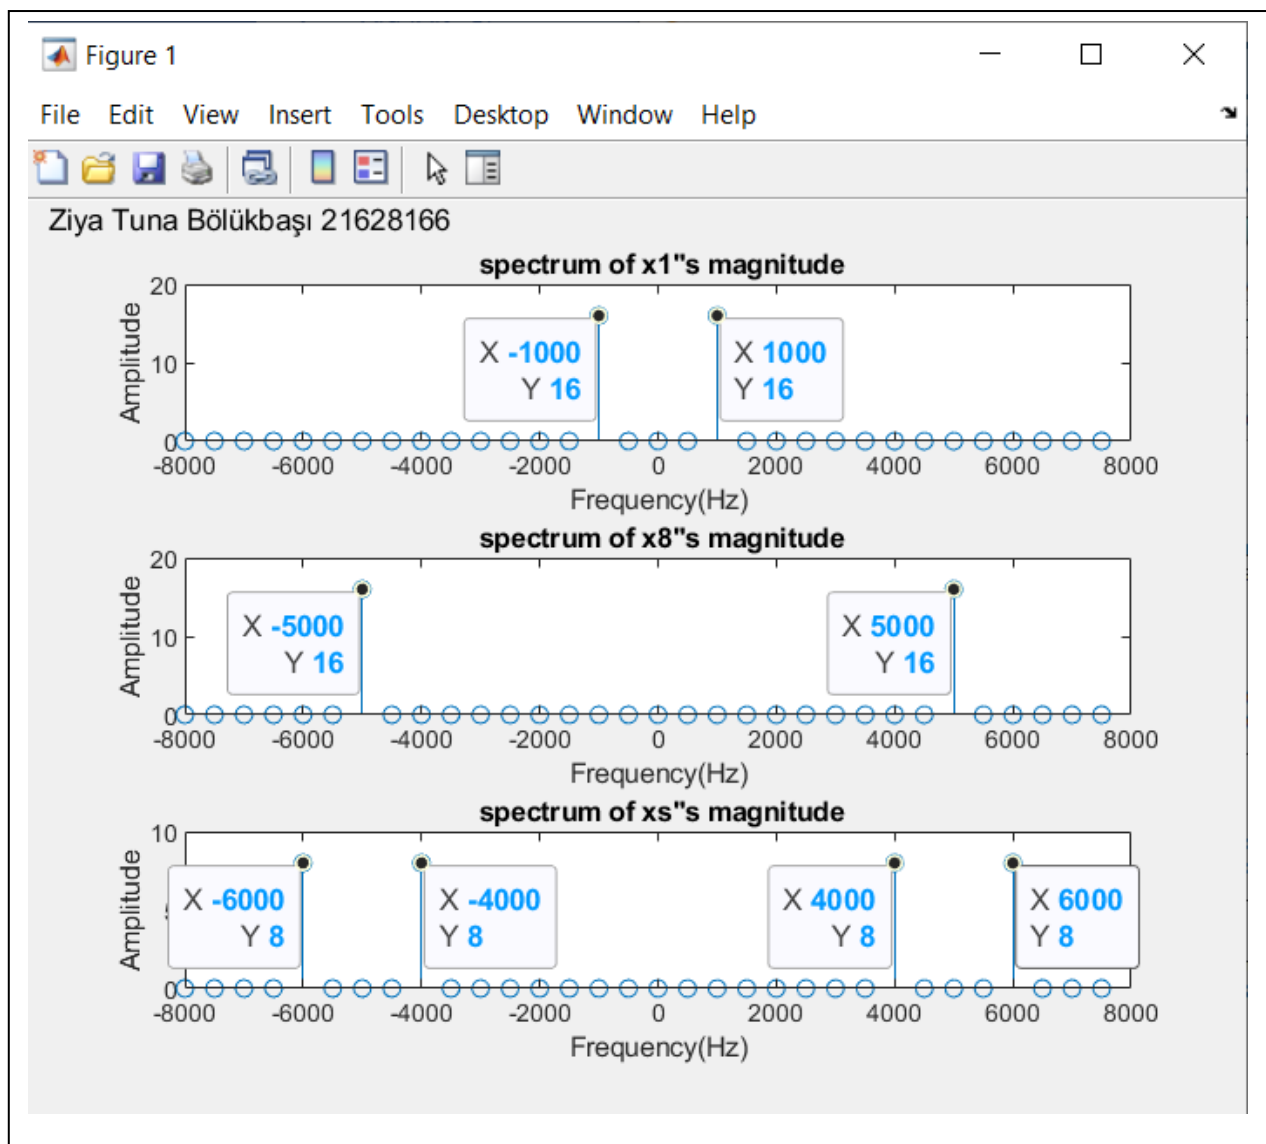 Figure 1
File Edit View Insert Tools Desktop Window Help
Ziya Tuna Bölükbaşı 21628166
spectrum of x1"s magnitude
20
10
0
Amplitude
X -1000
Y 16
X 1000
Y 16
-8000 -6000 -4000 -2000 0 2000 4000 6000 8000
Frequency(Hz)
spectrum of x8"s magnitude
20
10
0
Amplitude
X -5000
Y 16
X 5000
Y 16
-8000 -6000 -4000 -2000 0 2000 4000 6000 8000
Frequency(Hz)
spectrum of xs"s magnitude
10
0
Amplitude
X -6000
Y 8
X -4000
Y 8
X 4000
Y 8
X 6000
Y 8
-8000 -6000 -4000 -2000 0 2000 4000 6000 8000
Frequency(Hz)